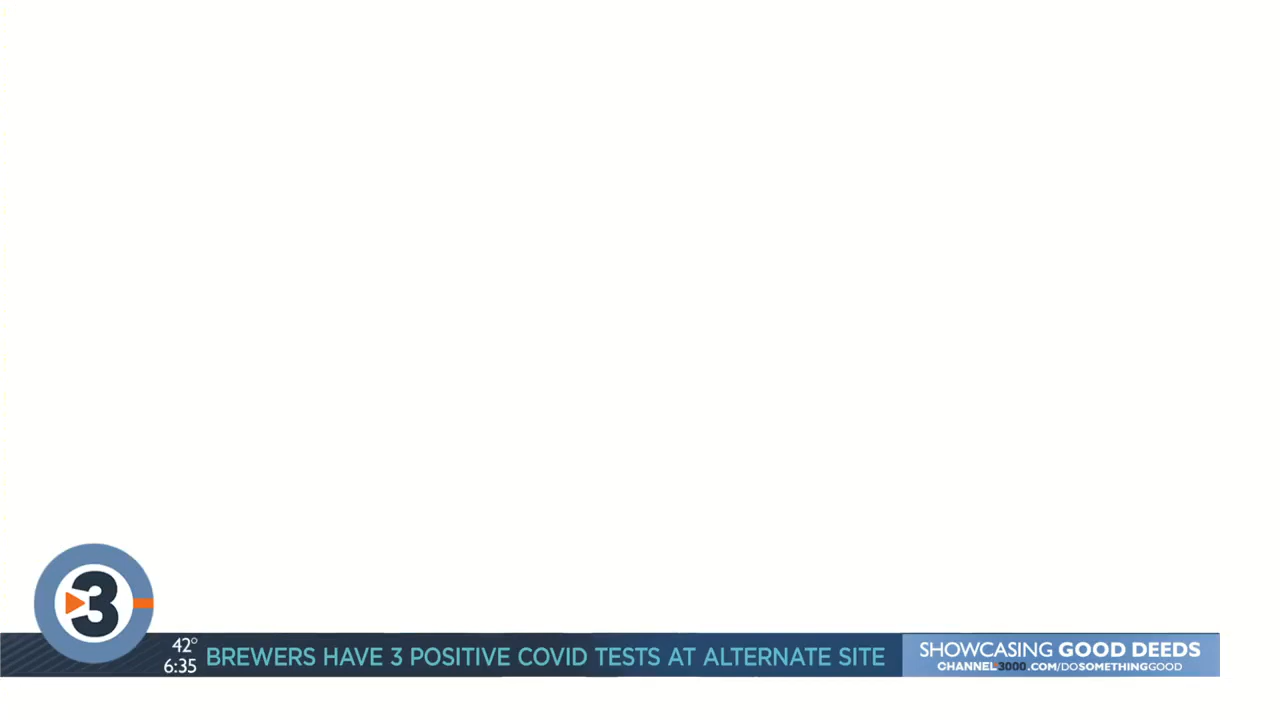 3
42°
6:35
BREWERS HAVE 3 POSITIVE COVID TESTS AT ALTERNATE SITE
SHOWCASING GOOD DEEDS
CHANNEL3000.COM/DOSOMETHINGGOOD